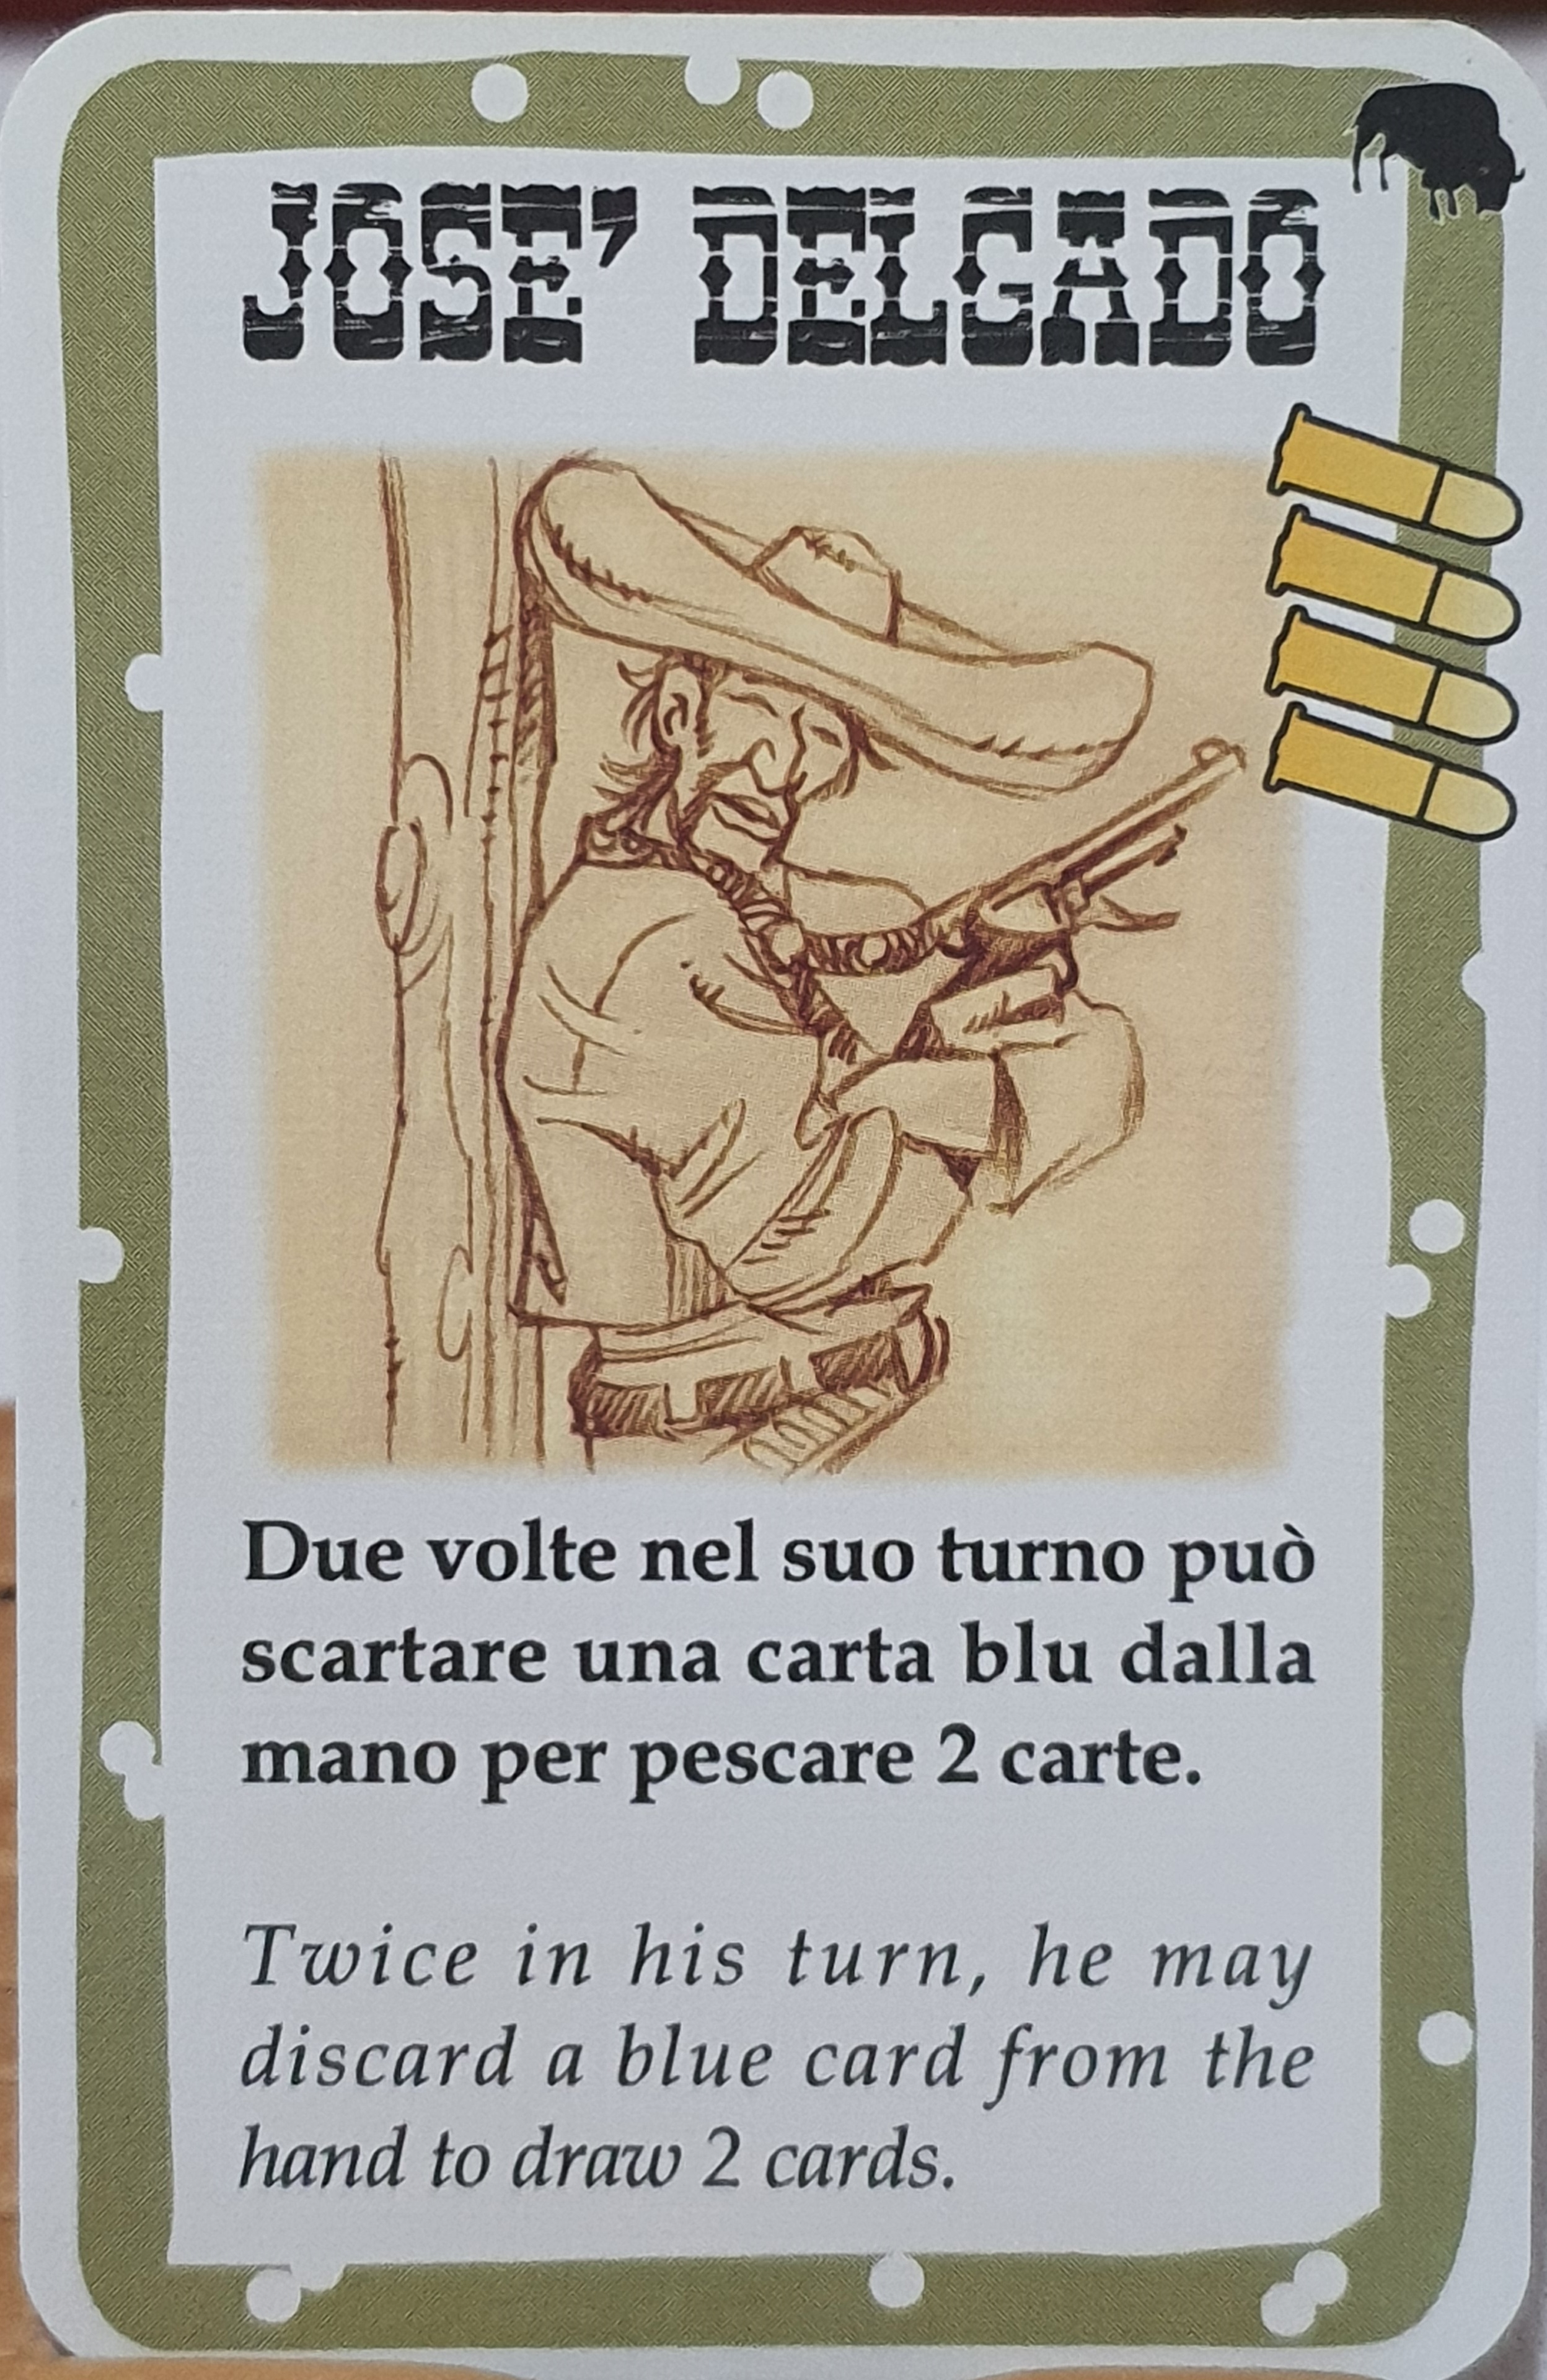 JOSE' DELGADO
Due volte nel suo turno può
scartare una carta blu dalla
mano per pescare 2 carte.
Twice in his turn, he may
discard a blue card from the
hand to draw 2 cards.